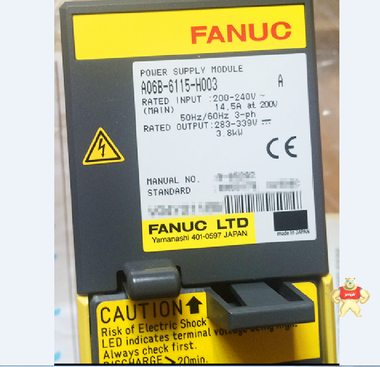 FANUC
POWER SUPPLY MODULE
A06B-6115-H003 A
RATED INPUT :200-240V~
(MAIN) 14.5A at 200V
50Hz/60Hz 3-ph
RATED OUTPUT:283-339V
3.8kW
CE
MANUAL NO.
STANDARD
FANUC LTD
Yamanashi 401-0597 JAPAN
made in JAPAN
CAUTION
Risk of Electric Shock
LED indicates terminal voltage being
Always check first.
DISCHARGE >20min.